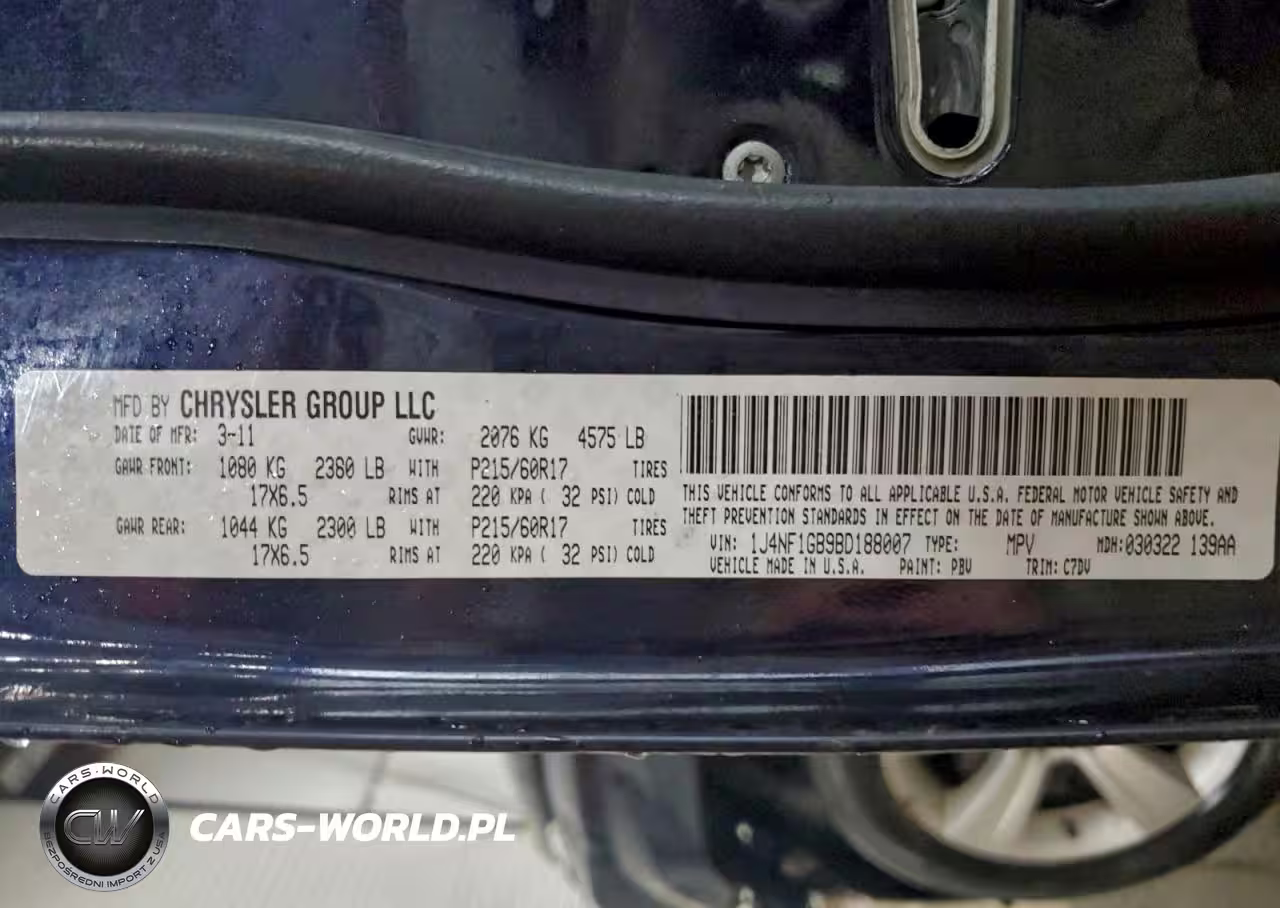 MFD BY CHRYSLER GROUP LLC
DATE OF MFR: 3-11 GVWR: 2076 KG 4575 LB
GAWR FRONT: 1080 KG 2380 LB WITH P215/60R17 TIRES
17X6.5 RIMS AT 220 KPA ( 32 PSI) COLD
GAWR REAR: 1044 KG 2300 LB WITH P215/60R17 TIRES
17X6.5 RIMS AT 220 KPA ( 32 PSI) COLD
THIS VEHICLE CONFORMS TO ALL APPLICABLE U.S.A. FEDERAL MOTOR VEHICLE SAFETY AND
THEFT PREVENTION STANDARDS IN EFFECT ON THE DATE OF MANUFACTURE SHOWN ABOVE.
VIN: 1J4NF1GB9BD188007 TYPE: MPV MDH:030322 139AA
VEHICLE MADE IN U.S.A. PAINT: PBV TRIM: C7DV
CARS-WORLD
CW
BEZPOŚREDNI IMPORT Z USA
CARS-WORLD.PL